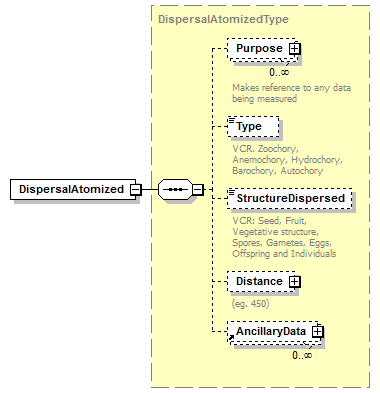 DispersalAtomizedType
Purpose
0..∞
Makes reference to any data
being measured
Type
VCR. Zoochory,
Anemochory, Hydrochory,
Barochory, Autochory
DispersalAtomized
StructureDispersed
VCR: Seed, Fruit,
Vegetative structure,
Spores, Gametes, Eggs,
Offspring and Individuals
Distance
(eg. 450)
AncillaryData
0..∞